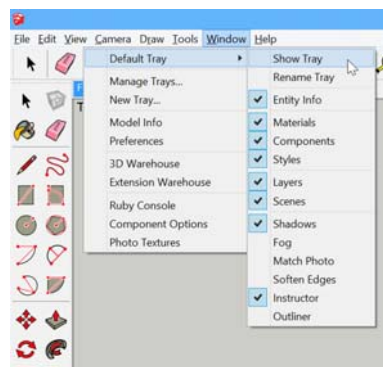 File Edit View Camera Draw Tools Window Help
Default Tray
Manage Trays...
New Tray...
Model Info
Preferences
3D Warehouse
Extension Warehouse
Ruby Console
Component Options
Photo Textures
Show Tray
Rename Tray
Entity Info
Materials
Components
Styles
Layers
Scenes
Shadows
Fog
Match Photo
Soften Edges
Instructor
Outliner